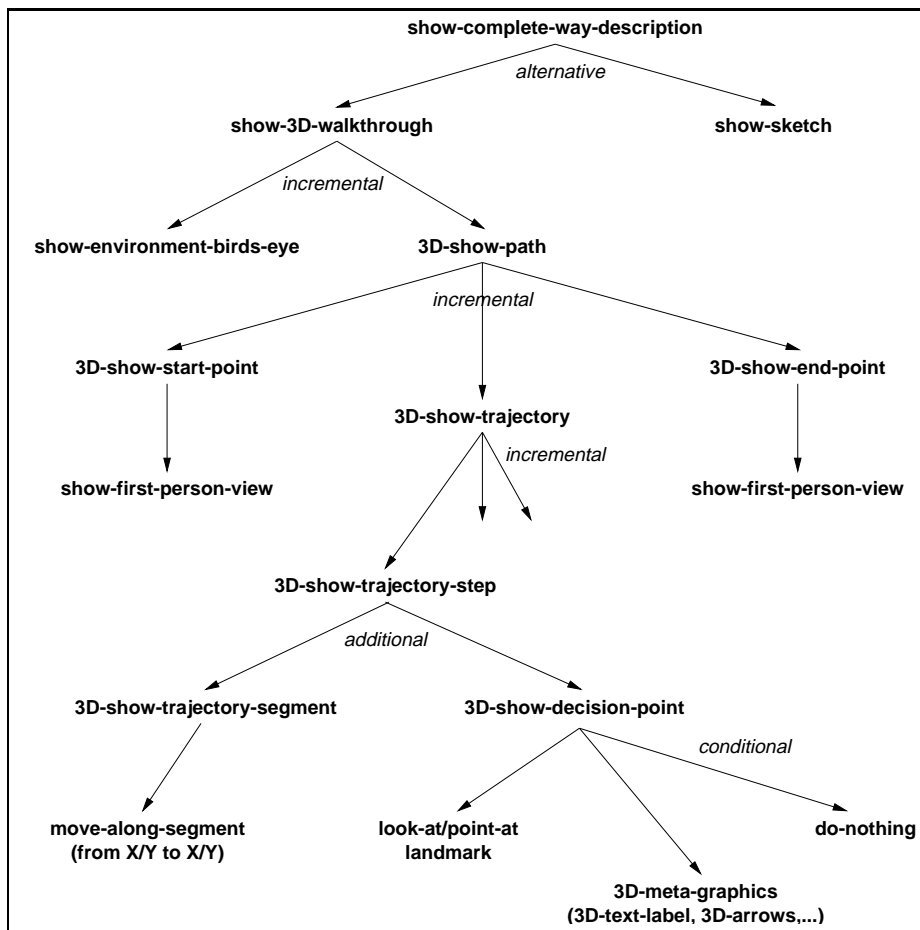 show-complete-way-description
alternative
show-3D-walkthrough
show-sketch
incremental
show-environment-birds-eye
3D-show-path
incremental
3D-show-start-point
3D-show-end-point
3D-show-trajectory
incremental
show-first-person-view
show-first-person-view
3D-show-trajectory-step
additional
3D-show-trajectory-segment
3D-show-decision-point
conditional
move-along-segment
(from X/Y to X/Y)
look-at/point-at
landmark
do-nothing
3D-meta-graphics
(3D-text-label, 3D-arrows,...)